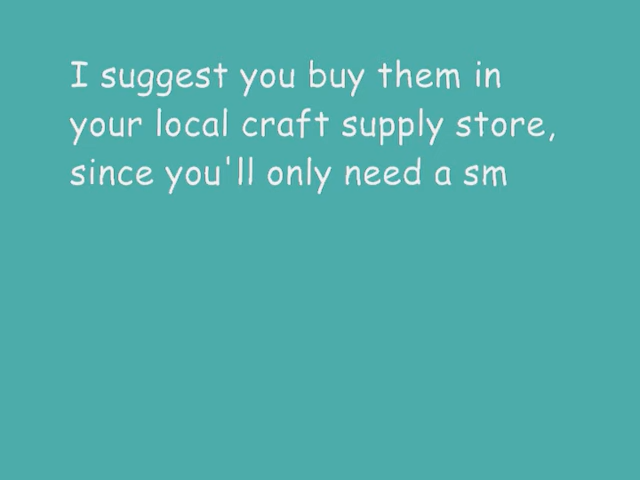 I suggest you buy them in
your local craft supply store,
since you'll only need a sm